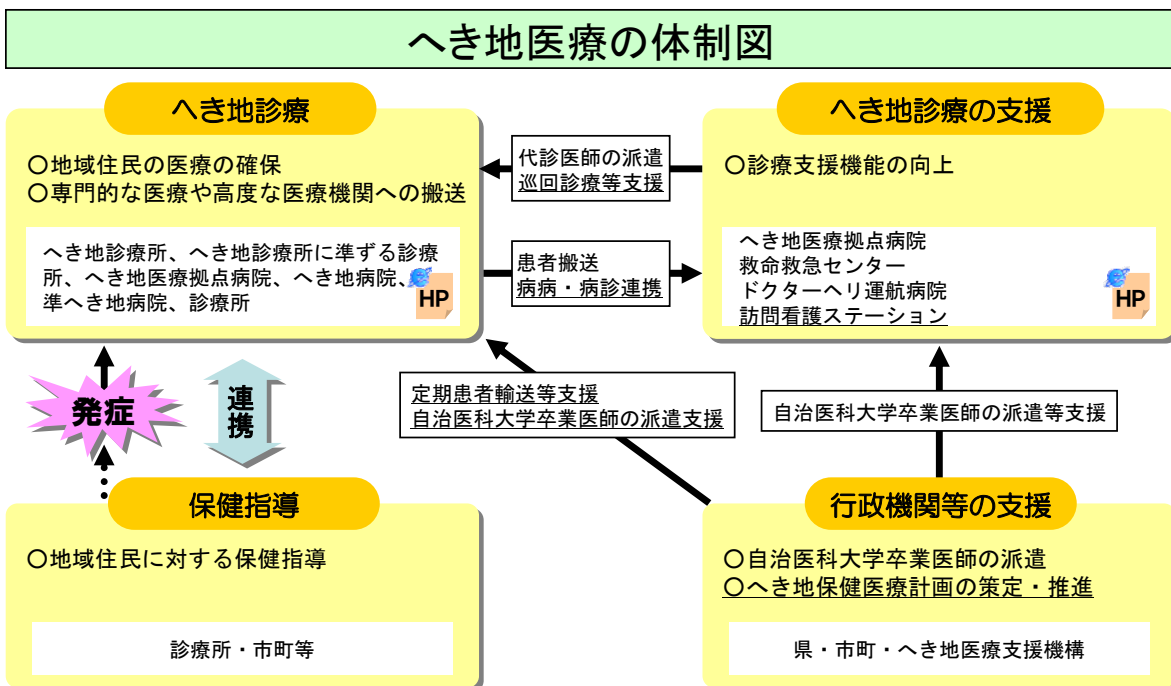 へき地医療の体制図
へき地診療
〇地域住民の医療の確保
〇専門的な医療や高度な医療機関への搬送
へき地診療所、へき地診療所に準ずる診療
所、へき地医療拠点病院、へき地病院、
準へき地病院、診療所
HP
代診医師の派遣
巡回診療等支援
患者搬送
病病・病診連携
へき地診療の支援
〇診療支援機能の向上
へき地医療拠点病院
救命救急センター
ドクターヘリ運航病院
訪問看護ステーション
HP
発症
連携
定期患者輸送等支援
自治医科大学卒業医師の派遣支援
自治医科大学卒業医師の派遣等支援
保健指導
〇地域住民に対する保健指導
診療所・市町等
行政機関等の支援
〇自治医科大学卒業医師の派遣
〇へき地保健医療計画の策定・推進
県・市町・へき地医療支援機構